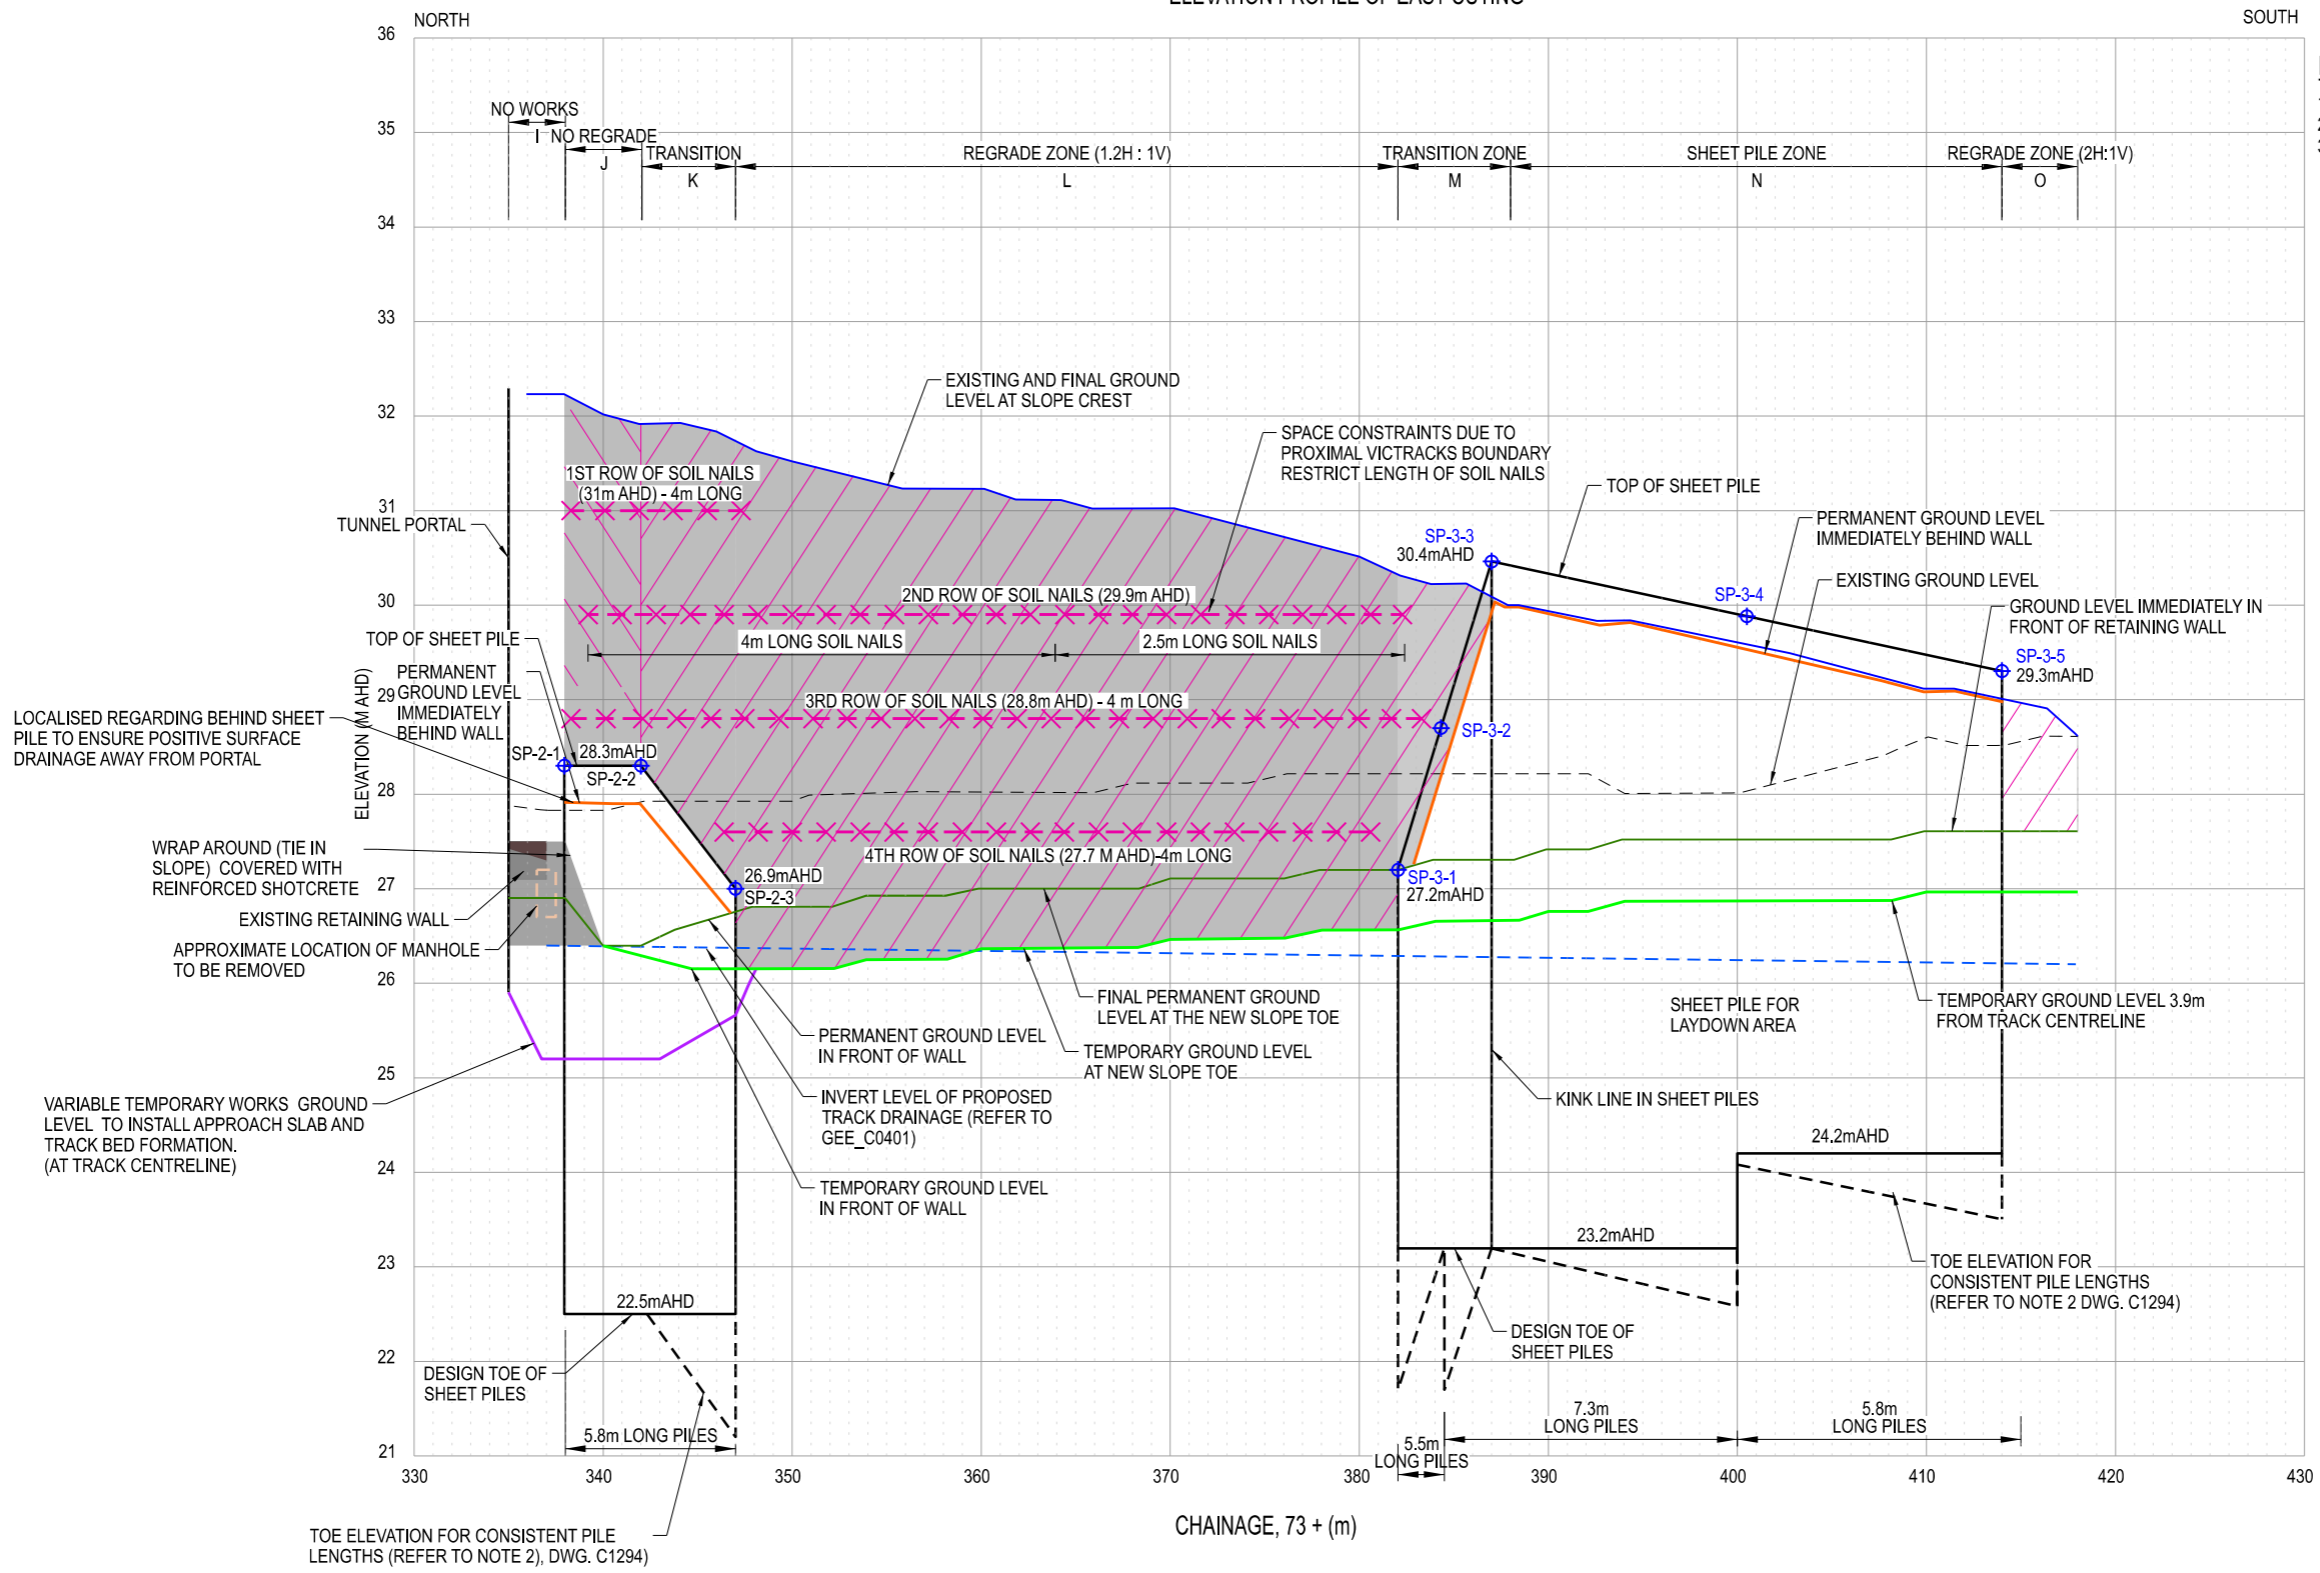 NORTH
SOUTH
36
35
34
33
32
31
30
29
28
27
26
25
24
23
22
21
ELEVATION (M AHD)
NO WORKS
I
NO REGRADE
J
TRANSITION
K
REGRADE ZONE (1.2H : 1V)
L
TRANSITION ZONE
M
SHEET PILE ZONE
N
REGRADE ZONE (2H:1V)
O
EXISTING AND FINAL GROUND
LEVEL AT SLOPE CREST
SPACE CONSTRAINTS DUE TO
PROXIMAL VICTRACKS BOUNDARY
RESTRICT LENGTH OF SOIL NAILS
1ST ROW OF SOIL NAILS
(31m AHD) - 4m LONG
TOP OF SHEET PILE
TUNNEL PORTAL
PERMANENT GROUND LEVEL
IMMEDIATELY BEHIND WALL
SP-3-3
30.4mAHD
EXISTING GROUND LEVEL
2ND ROW OF SOIL NAILS (29.9m AHD)
SP-3-4
GROUND LEVEL IMMEDIATELY IN
FRONT OF RETAINING WALL
TOP OF SHEET PILE
4m LONG SOIL NAILS
2.5m LONG SOIL NAILS
SP-3-5
29.3mAHD
PERMANENT
GROUND LEVEL
IMMEDIATELY
BEHIND WALL
3RD ROW OF SOIL NAILS (28.8m AHD) - 4 m LONG
LOCALISED REGARDING BEHIND SHEET
PILE TO ENSURE POSITIVE SURFACE
DRAINAGE AWAY FROM PORTAL
SP-3-2
SP-2-1
28.3mAHD
SP-2-2
WRAP AROUND (TIE IN
SLOPE) COVERED WITH
REINFORCED SHOTCRETE
4TH ROW OF SOIL NAILS (27.7 M AHD)-4m LONG
26.9mAHD
SP-2-3
SP-3-1
27.2mAHD
EXISTING RETAINING WALL
APPROXIMATE LOCATION OF MANHOLE
TO BE REMOVED
FINAL PERMANENT GROUND
LEVEL AT THE NEW SLOPE TOE
SHEET PILE FOR
LAYDOWN AREA
TEMPORARY GROUND LEVEL 3.9m
FROM TRACK CENTRELINE
PERMANENT GROUND LEVEL
IN FRONT OF WALL
TEMPORARY GROUND LEVEL
AT NEW SLOPE TOE
VARIABLE TEMPORARY WORKS GROUND
LEVEL TO INSTALL APPROACH SLAB AND
TRACK BED FORMATION.
(AT TRACK CENTRELINE)
INVERT LEVEL OF PROPOSED
TRACK DRAINAGE (REFER TO
GEE_C0401)
KINK LINE IN SHEET PILES
24.2mAHD
TEMPORARY GROUND LEVEL
IN FRONT OF WALL
23.2mAHD
TOE ELEVATION FOR
CONSISTENT PILE LENGTHS
(REFER TO NOTE 2 DWG. C1294)
22.5mAHD
DESIGN TOE OF
SHEET PILES
DESIGN TOE OF
SHEET PILES
5.8m LONG PILES
5.5m
LONG PILES
7.3m
LONG PILES
5.8m
LONG PILES
330
340
350
360
370
380
390
400
410
420
430
CHAINAGE, 73 + (m)
TOE ELEVATION FOR CONSISTENT PILE
LENGTHS (REFER TO NOTE 2), DWG. C1294)